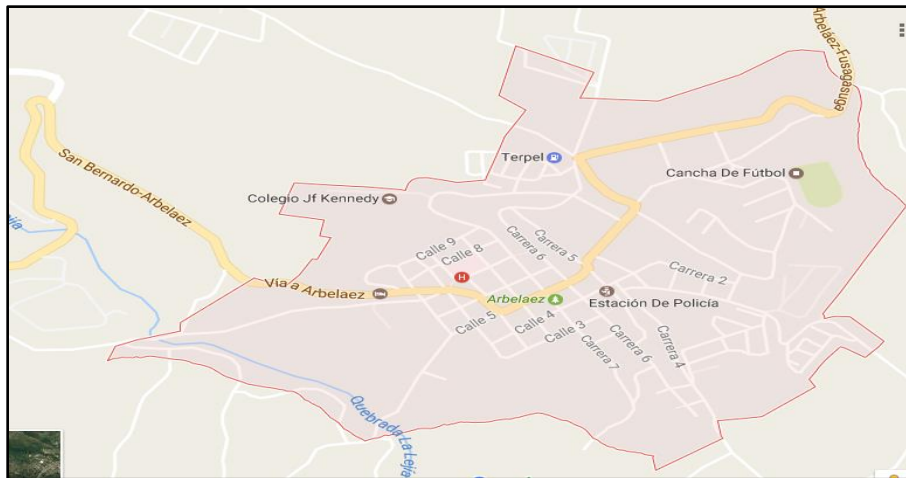 Arbeláez-Fusagasuga
San Bernardo-Arbelaez
Terpel
Cancha De Fútbol
Colegio Jf Kennedy
Calle 9
Calle 8
Carrera 5
Carrera 6
Carrera 2
Vía a Arbelaez
H
Arbelaez
Estación De Policía
Calle 5
Calle 4
Calle 3
Carrera 7
Carrera 6
Carrera 4
Quebrada La Lejía